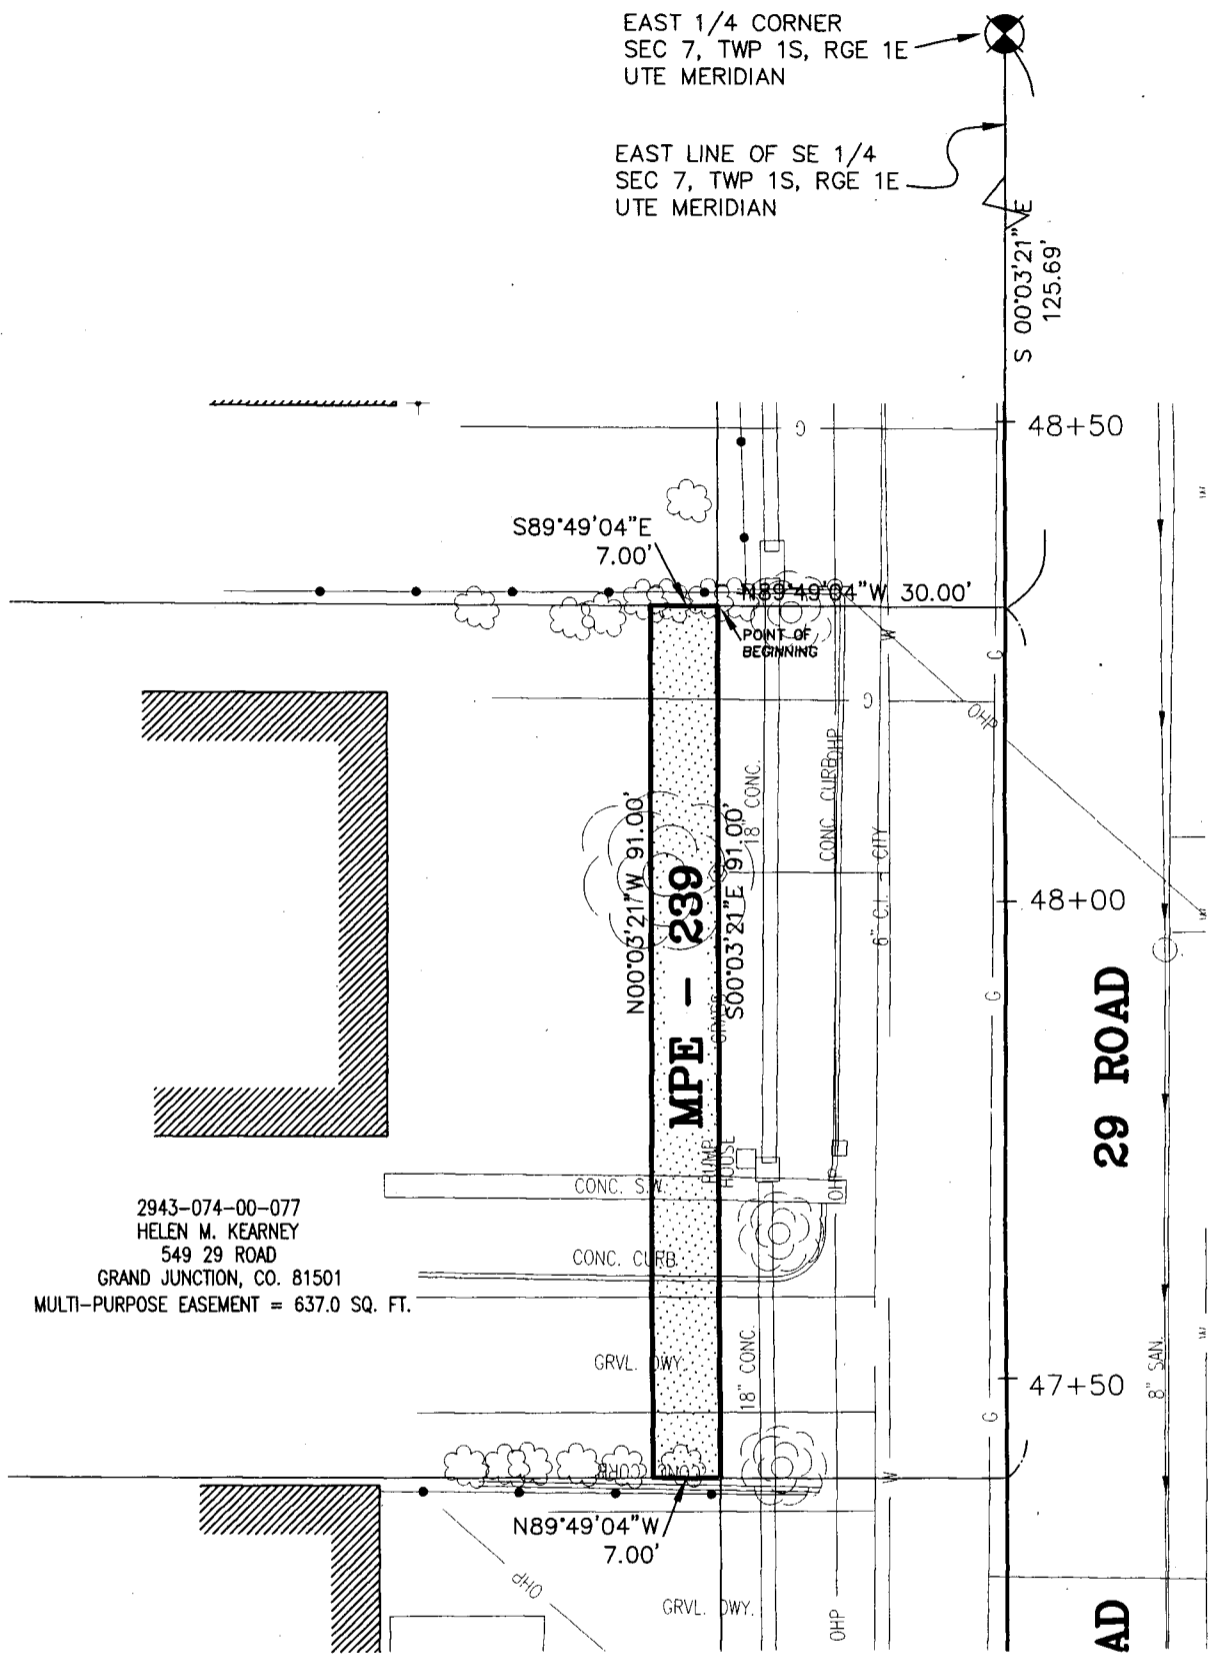 EAST 1/4 CORNER
SEC 7, TWP 1S, RGE 1E
UTE MERIDIAN
EAST LINE OF SE 1/4
SEC 7, TWP 1S, RGE 1E
UTE MERIDIAN
S 00°03'21" E
125.69'
48+50
G
S89°49'04"E
7.00'
N89°49'04"W 30.00'
POINT OF
BEGINNING
W
G
G
OHP
OHP
18" CONC.
CONC. CURB
6" C.I. - CITY
N00°03'21"W 91.00'
S00°03'21"E 91.00'
MPE - 239
48+00
G
29 ROAD
PUMP
HOUSE
CONC. S.W.
OHP
2943-074-00-077
HELEN M. KEARNEY
549 29 ROAD
GRAND JUNCTION, CO. 81501
MULTI-PURPOSE EASEMENT = 637.0 SQ. FT.
CONC. CURB
GRVL. DWY.
18" CONC.
47+50
8" SAN.
G
CONC.
CURB
W
N89°49'04"W
7.00'
OHP
GRVL. DWY.
OHP
AD